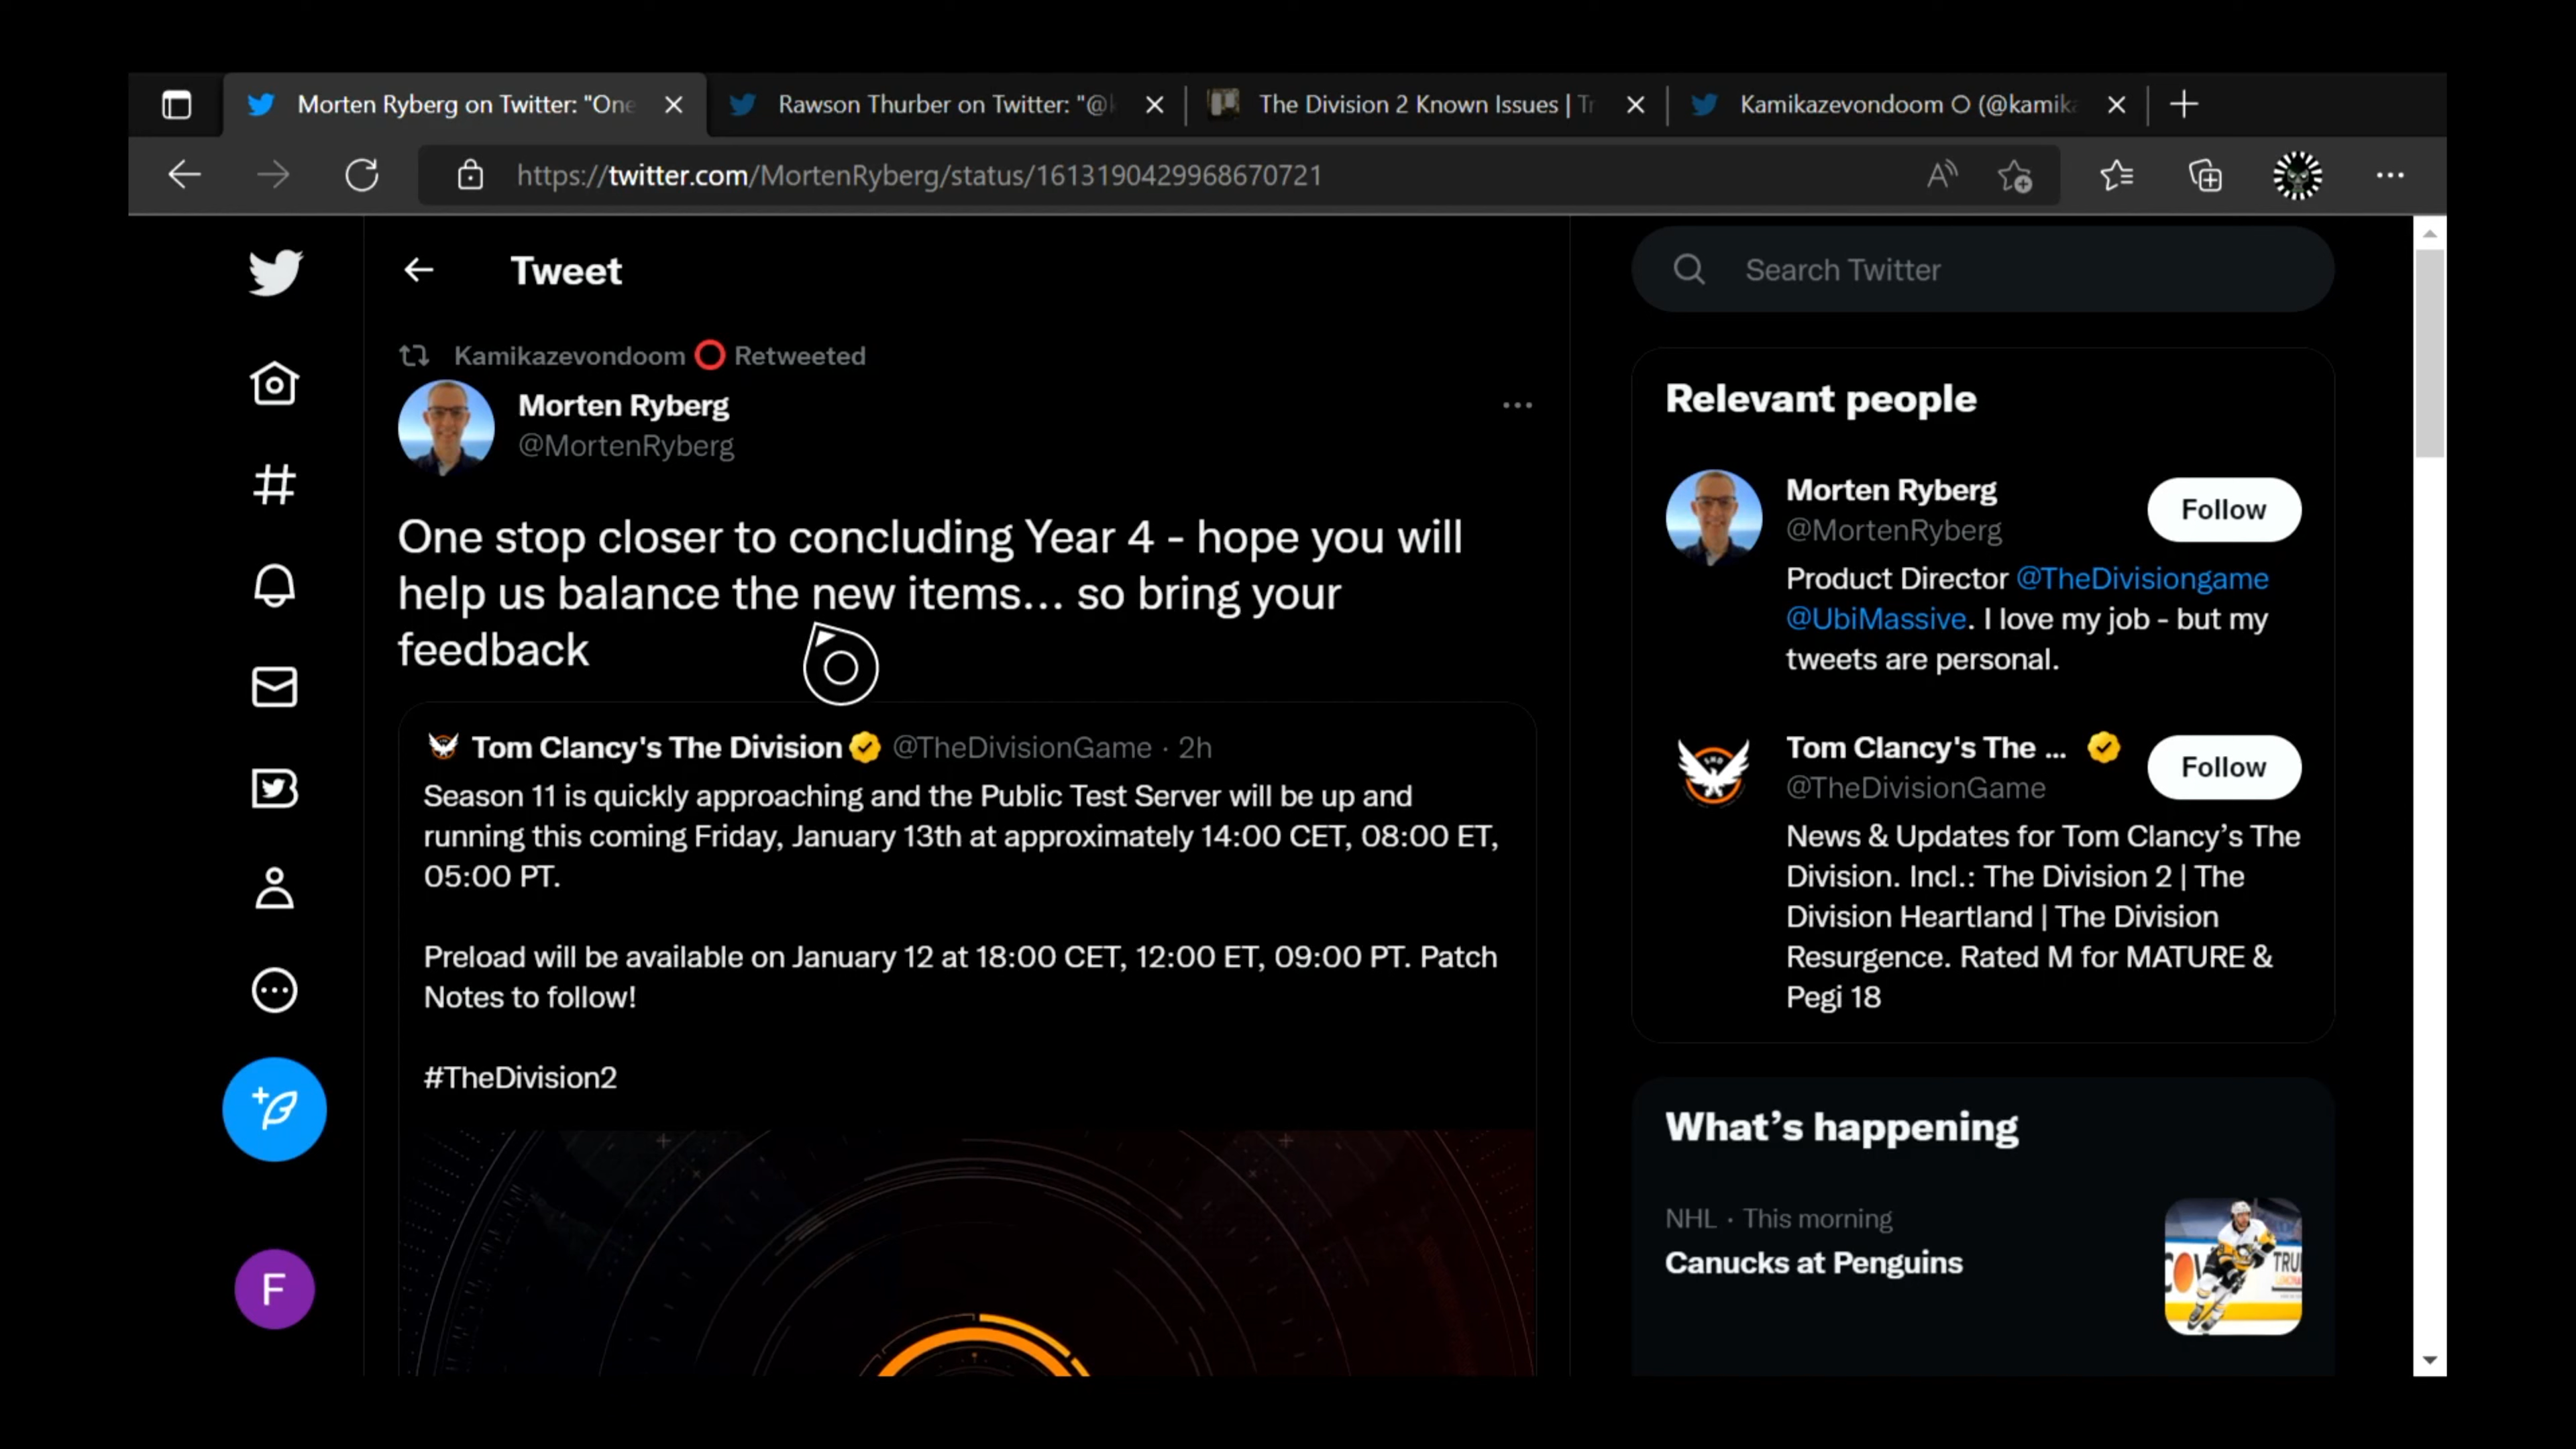 Morten Ryberg on Twitter: "One
Rawson Thurber on Twitter: "@
The Division 2 Known Issues | Tr
Kamikazevondoom O (@kamik
https://twitter.com/MortenRyberg/status/1613190429968670721
Tweet
Kamikazevondoom Retweeted
Morten Ryberg
@MortenRyberg
One stop closer to concluding Year 4 - hope you will
help us balance the new items... so bring your
feedback
Tom Clancy's The Division @TheDivisionGame · 2h
Season 11 is quickly approaching and the Public Test Server will be up and
running this coming Friday, January 13th at approximately 14:00 CET, 08:00 ET,
05:00 PT.
Preload will be available on January 12 at 18:00 CET, 12:00 ET, 09:00 PT. Patch
Notes to follow!
#TheDivision2
F
Search Twitter
Relevant people
Morten Ryberg
@MortenRyberg
Follow
Product Director @TheDivisiongame
@UbiMassive. I love my job - but my
tweets are personal.
Tom Clancy's The ...
@TheDivisionGame
Follow
News & Updates for Tom Clancy's The
Division. Incl.: The Division 2 | The
Division Heartland | The Division
Resurgence. Rated M for MATURE &
Pegi 18
What's happening
NHL · This morning
Canucks at Penguins